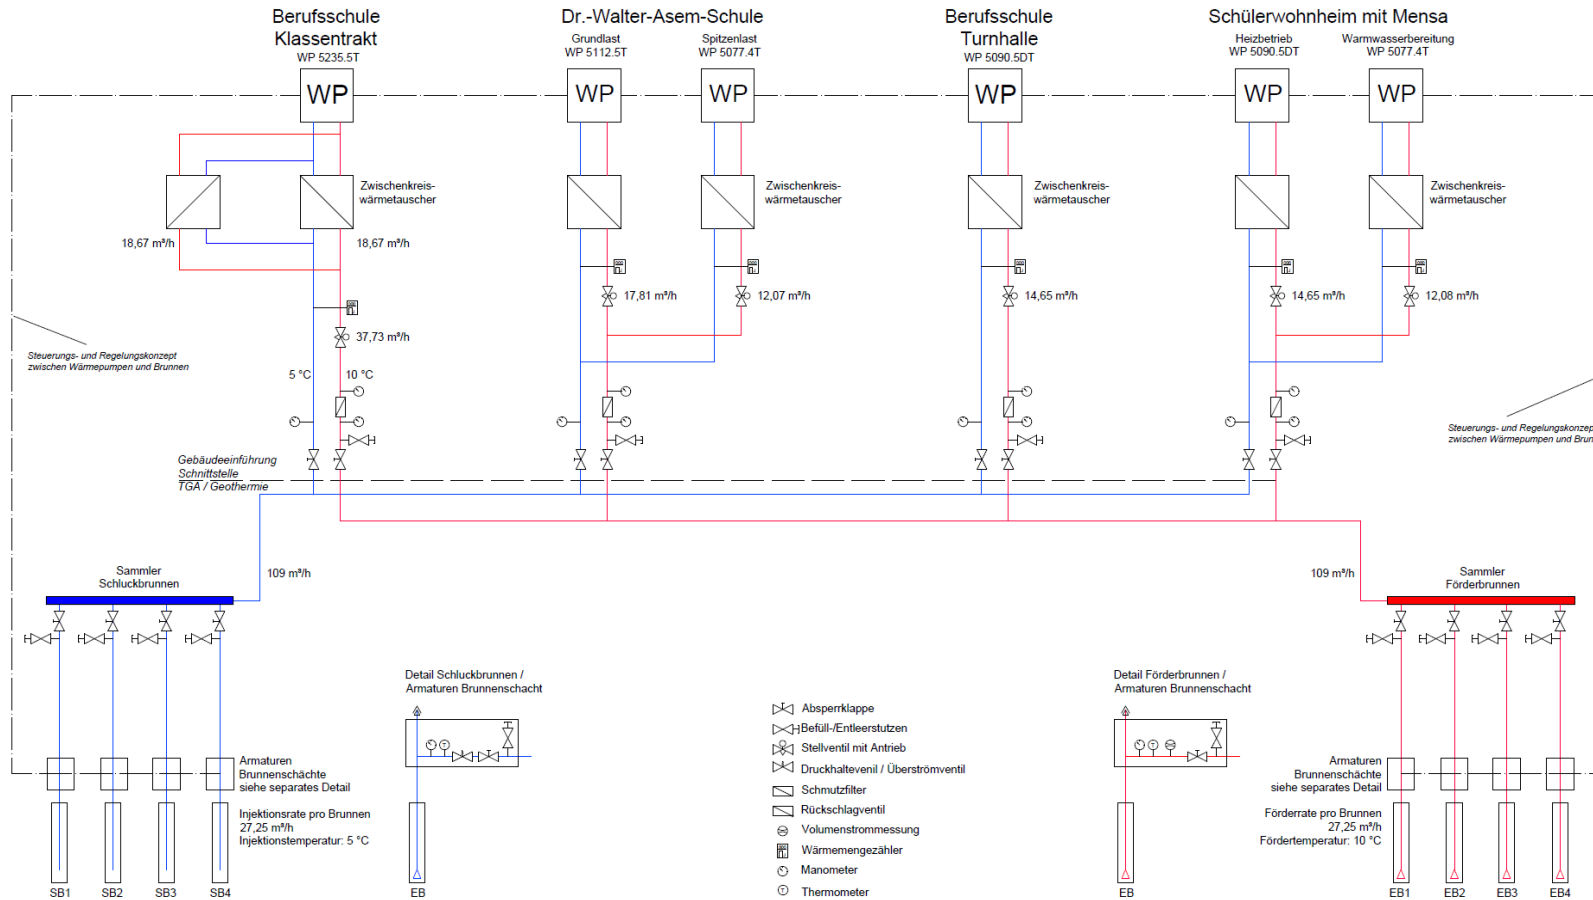 Berufsschule
Klassentrakt
WP 5235.5T
Dr.-Walter-Asem-Schule
Grundlast
WP 5112.5T
Spitzenlast
WP 5077.4T
Berufsschule
Turnhalle
WP 5090.5DT
Schülerwohnheim mit Mensa
Heizbetrieb
WP 5090.5DT
Warmwasserbereitung
WP 5077.4T
WP
WP
WP
WP
WP
WP
Zwischenkreis-
wärmetauscher
Zwischenkreis-
wärmetauscher
Zwischenkreis-
wärmetauscher
Zwischenkreis-
wärmetauscher
18,67 m³/h
18,67 m³/h
17,81 m³/h
12,07 m³/h
14,65 m³/h
14,65 m³/h
12,08 m³/h
37,73 m³/h
Steuerungs- und Regelungskonzept
zwischen Wärmepumpen und Brunnen
5 °C
10 °C
Steuerungs- und Regelungskonzep
zwischen Wärmepumpen und Brun
Gebäudeeinführung
Schnittstelle
TGA / Geothermie
Sammler
Schluckbrunnen
109 m³/h
109 m³/h
Sammler
Förderbrunnen
Detail Schluckbrunnen /
Armaturen Brunnenschacht
Detail Förderbrunnen /
Armaturen Brunnenschacht
Absperrklappe
Befüll-/Entleerstutzen
Stellventil mit Antrieb
Druckhaltevenil / Überströmventil
Schmutzfilter
Rückschlagventil
Volumenstrommessung
Wärmemengezähler
Manometer
T Thermometer
T
T
Armaturen
Brunnenschächte
siehe separates Detail
Injektionsrate pro Brunnen
27,25 m³/h
Injektionstemperatur: 5 °C
Armaturen
Brunnenschächte
siehe separates Detail
Förderrate pro Brunnen
27,25 m³/h
Fördertemperatur: 10 °C
SB1
SB2
SB3
SB4
EB
EB
EB1
EB2
EB3
EB4